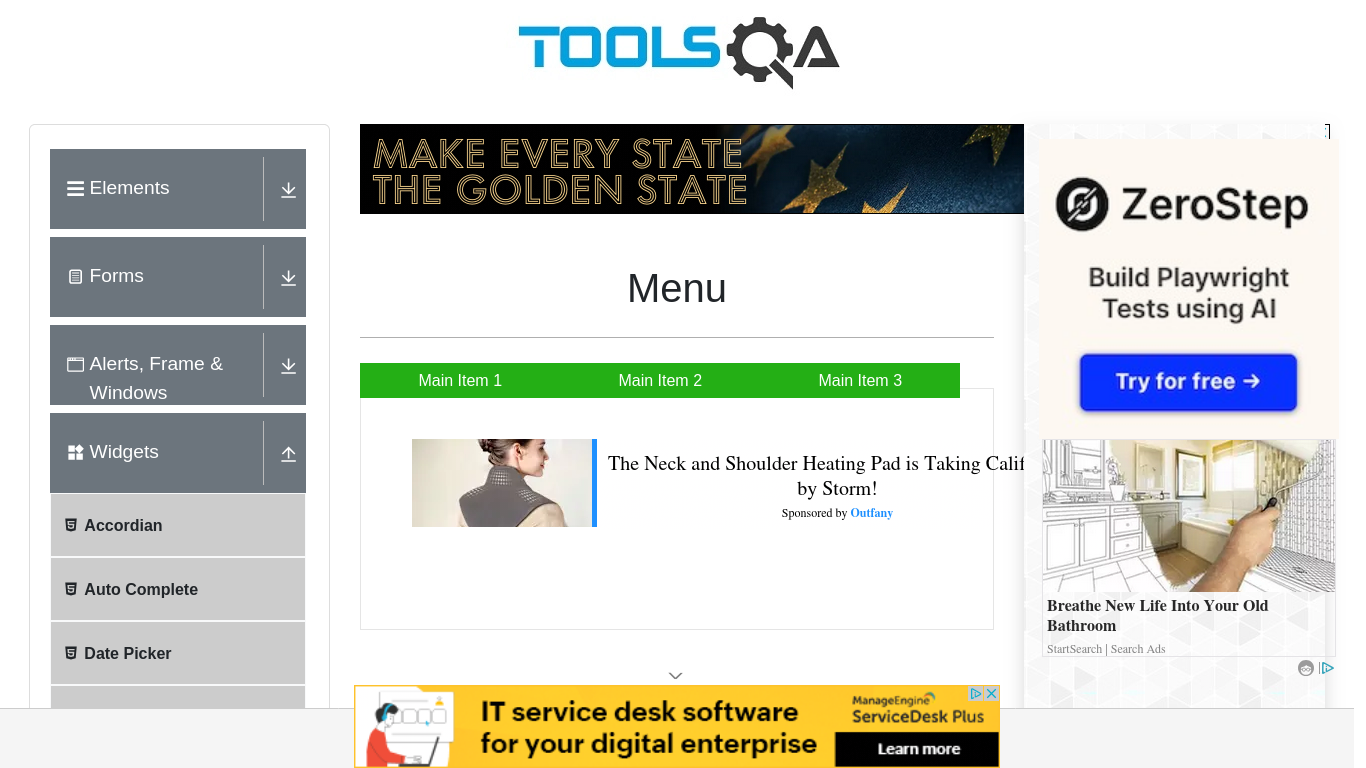 TOOLSQA
Elements
Forms
Alerts, Frame &
Windows
Widgets
Accordian
Auto Complete
Date Picker
MAKE EVERY STATE
THE GOLDEN STATE
Menu
Main Item 1
Main Item 2
Main Item 3
The Neck and Shoulder Heating Pad is Taking Calif
by Storm!
Sponsored by Outfany
ZeroStep
Build Playwright
Tests using AI
Try for free →
Breathe New Life Into Your Old
Bathroom
StartSearch | Search Ads
IT service desk software
for your digital enterprise
ManageEngine
ServiceDesk Plus
Learn more